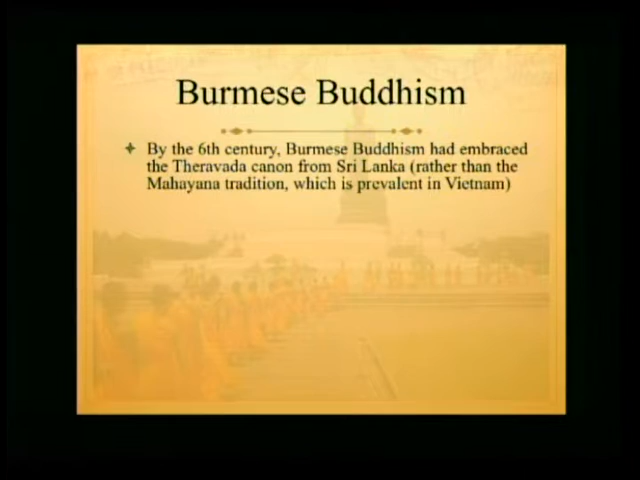 Burmese Buddhism
By the 6th century, Burmese Buddhism had embraced
the Theravada canon from Sri Lanka (rather than the
Mahayana tradition, which is prevalent in Vietnam)